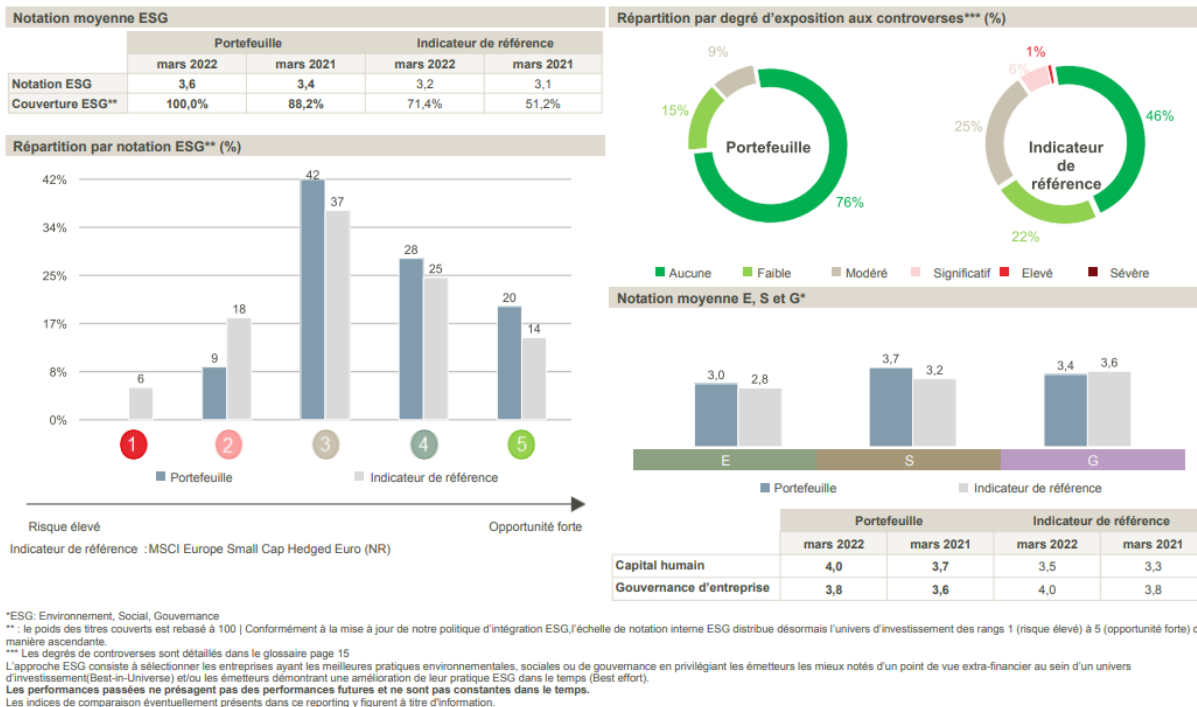 Notation moyenne ESG
Portefeuille Indicateur de référence
mars 2022 mars 2021 mars 2022 mars 2021
Notation ESG 3,6 3,4 3,2 3,1
Couverture ESG** 100,0% 88,2% 71,4% 51,2%
Répartition par notation ESG** (%)
42%
34%
25%
17%
8%
0%
6
9
18
42
37
28
25
20
14
1 2 3 4 5
Portefeuille Indicateur de référence
Risque élevé Opportunité forte
Indicateur de référence :MSCI Europe Small Cap Hedged Euro (NR)
Répartition par degré d'exposition aux controverses*** (%)
9%
15%
Portefeuille
76%
1%
6%
25%
46%
Indicateur
de
référence
22%
Aucune Faible Modéré Significatif Elevé Sévère
Notation moyenne E, S et G*
3,0 2,8 3,7 3,2 3,4 3,6
E S G
Portefeuille Indicateur de référence
Portefeuille Indicateur de référence
mars 2022 mars 2021 mars 2022 mars 2021
Capital humain 4,0 3,7 3,5 3,3
Gouvernance d'entreprise 3,8 3,6 4,0 3,8
*ESG: Environnement, Social, Gouvernance
** : le poids des titres couverts est rebasé à 100 | Conformément à la mise à jour de notre politique d'intégration ESG,l'échelle de notation interne ESG distribue désormais l'univers d'investissement des rangs 1 (risque élevé) à 5 (opportunité forte) d
manière ascendante.
*** Les degrés de controverses sont détaillés dans le glossaire page 15
L'approche ESG consiste à sélectionner les entreprises ayant les meilleures pratiques environnementales, sociales ou de gouvernance en privilégiant les émetteurs les mieux notés d'un point de vue extra-financier au sein d'un univers
d'investissement(Best-in-Universe) et/ou les émetteurs démontrant une amélioration de leur pratique ESG dans le temps (Best effort).
Les performances passées ne présagent pas des performances futures et ne sont pas constantes dans le temps.
Les indices de comparaison éventuellement présents dans ce reporting y figurent à titre d'information.